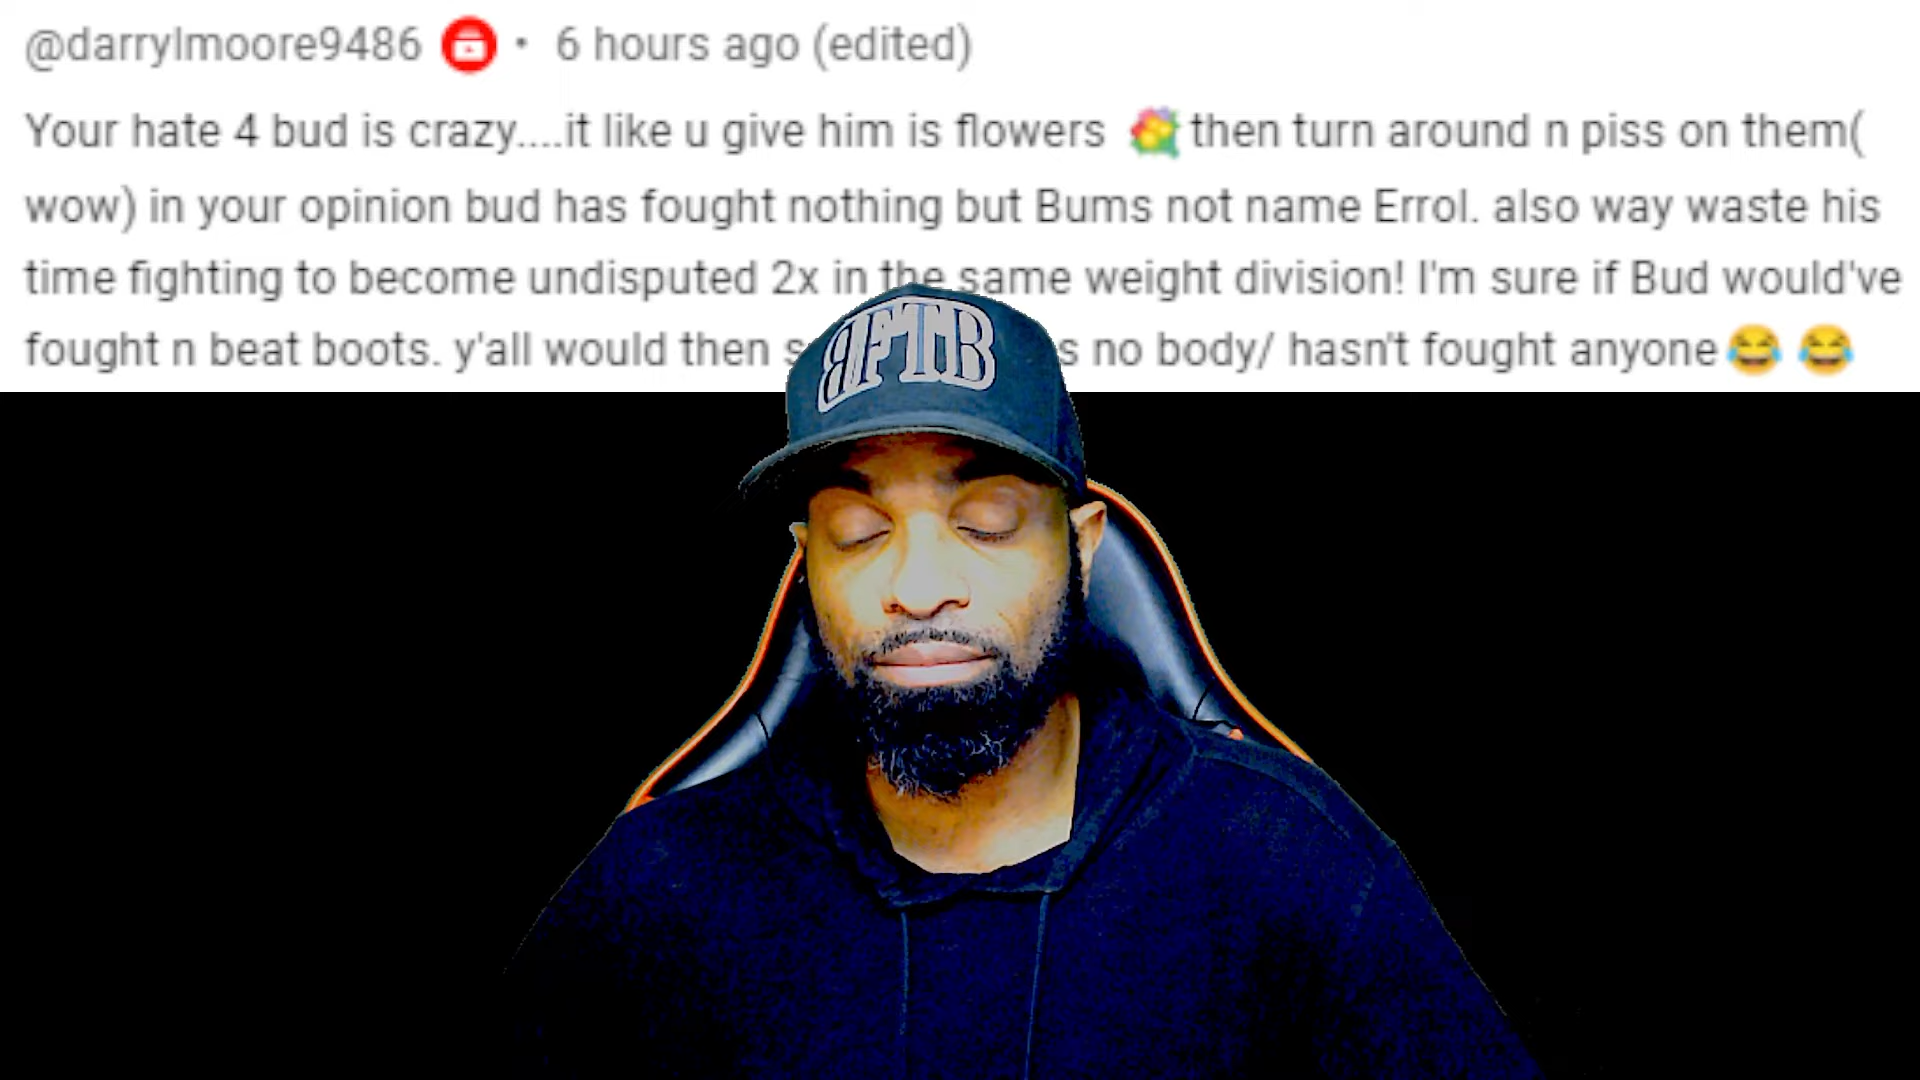 @darrylmoore9486 • 6 hours ago (edited)
Your hate 4 bud is crazy....it like u give him is flowers 💐 then turn around n piss on them(
wow) in your opinion bud has fought nothing but Bums not name Errol. also way waste his
time fighting to become undisputed 2x in the same weight division! I'm sure if Bud would've
fought n beat boots. y'all would then no body/ hasn't fought anyone😂 😂
BFTB